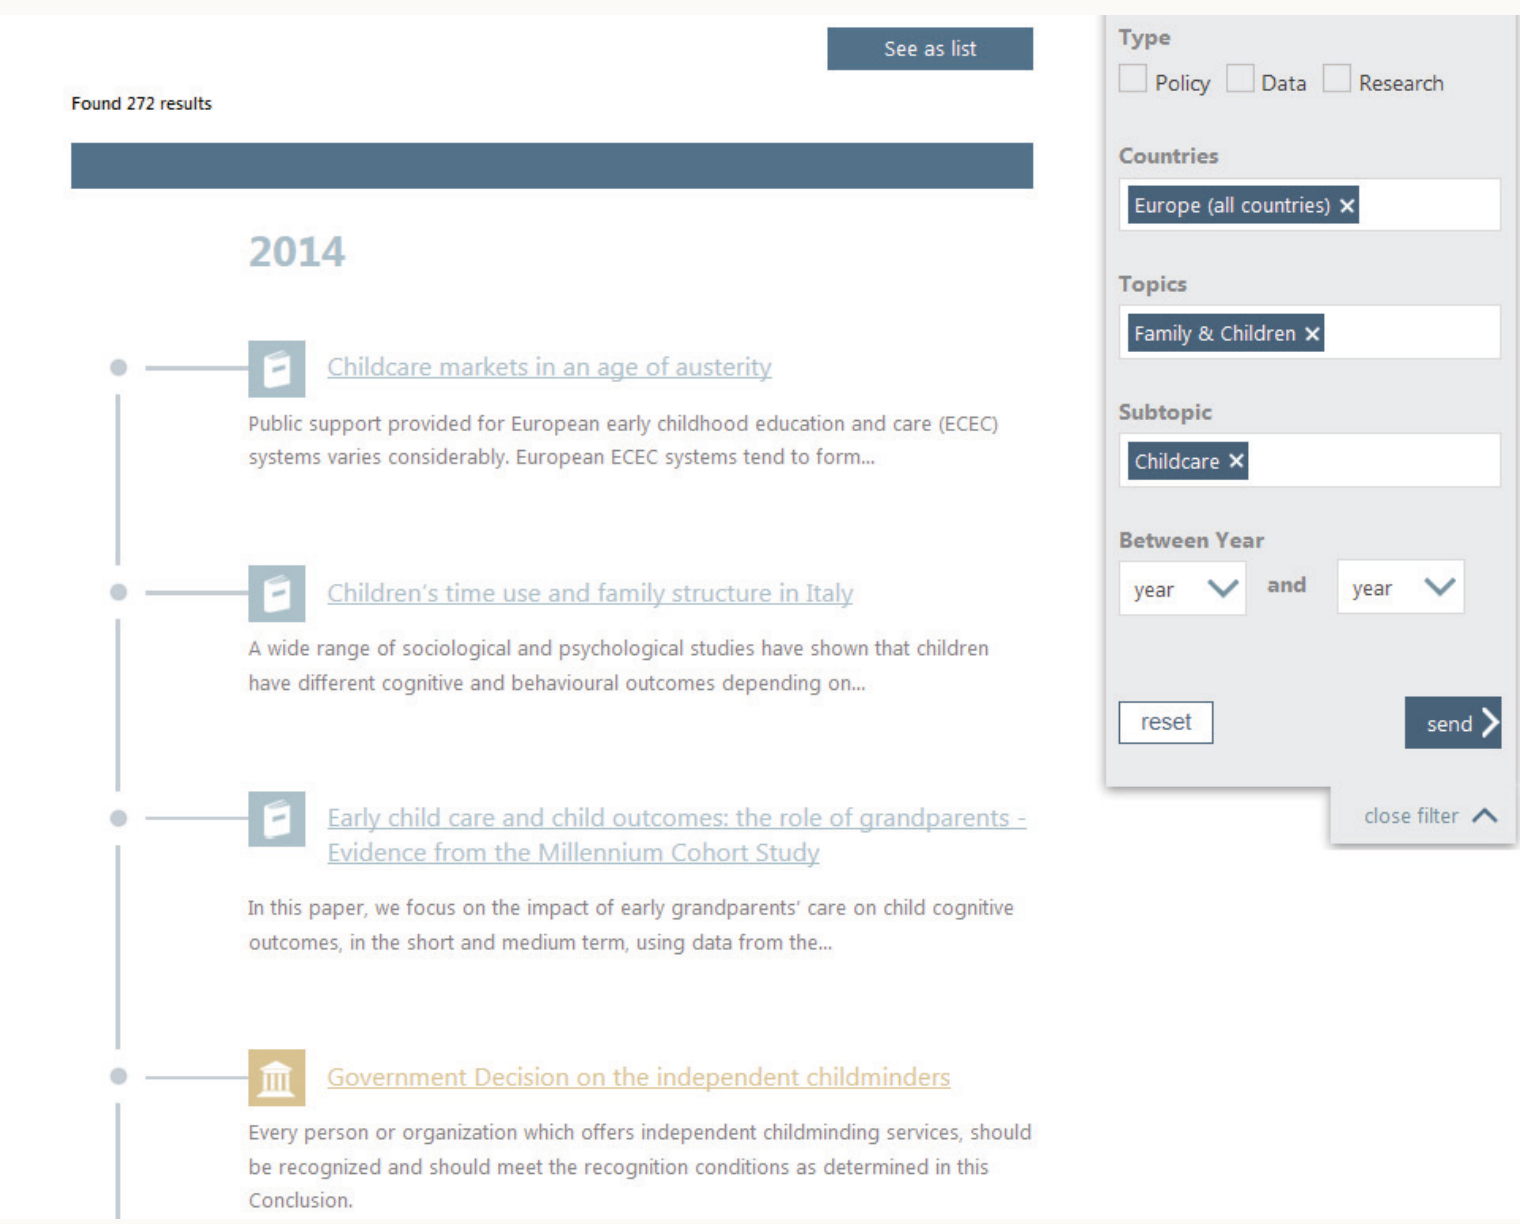 See as list
Found 272 results
2014
Childcare markets in an age of austerity
Public support provided for European early childhood education and care (ECEC)
systems varies considerably. European ECEC systems tend to form...
Children's time use and family structure in Italy
A wide range of sociological and psychological studies have shown that children
have different cognitive and behavioural outcomes depending on...
Early child care and child outcomes: the role of grandparents -
Evidence from the Millennium Cohort Study
In this paper, we focus on the impact of early grandparents' care on child cognitive
outcomes, in the short and medium term, using data from the...
Government Decision on the independent childminders
Every person or organization which offers independent childminding services, should
be recognized and should meet the recognition conditions as determined in this
Conclusion.
Type
Policy Data Research
Countries
Europe (all countries) ×
Topics
Family & Children ×
Subtopic
Childcare ×
Between Year
year and year
reset send
close filter